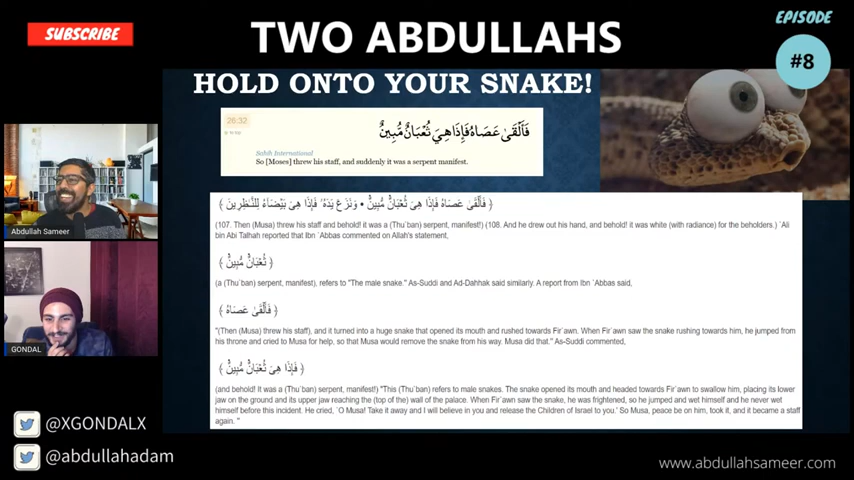 SUBSCRIBE
TWO ABDULLAHS
EPISODE
#8
HOLD ONTO YOUR SNAKE!
26:32
فَأَلْقَىٰ عَصَاهُ فَإِذَا هِيَ ثُعْبَانٌ مُّبِينٌ
Sahih International
So [Moses] threw his staff, and suddenly it was a serpent manifest.
﴿ فَأَلْقَىٰ عَصَاهُ فَإِذَا هِىَ ثُعْبَانٌ مُّبِينٌ • وَنَزَعَ يَدَهُ فَإِذَا هِىَ بَيْضَاءُ لِلنَّـظِرِينَ ﴾
(107. Then (Musa) threw his staff and behold! it was a (Thu`ban) serpent, manifest!) (108. And he drew out his hand, and behold! it was white (with radiance) for the beholders.) `Ali
bin Abi Talhah reported that Ibn `Abbas commented on Allah's statement,
﴿ ثُعْبَانٌ مُّبِينٌ ﴾
(a (Thu`ban) serpent, manifest), refers to "The male snake." As-Suddi and Ad-Dahhak said similarly. A report from Ibn `Abbas said,
﴿ فَأَلْقَىٰ عَصَاهُ ﴾
"(Then (Musa) threw his staff), and it turned into a huge snake that opened its mouth and rushed towards Fir`awn. When Fir`awn saw the snake rushing towards him, he jumped from
his throne and cried to Musa for help, so that Musa would remove the snake from his way. Musa did that." As-Suddi commented,
﴿ فَإِذَا هِىَ ثُعْبَانٌ مُّبِينٌ ﴾
(and behold! It was a (Thu`ban) serpent, manifest!) "This (Thu`ban) refers to male snakes. The snake opened its mouth and headed towards Fir`awn to swallow him, placing its lower
jaw on the ground and its upper jaw reaching the (top of the) wall of the palace. When Fir`awn saw the snake, he was frightened, so he jumped and wet himself and he never wet
himself before this incident. He cried, `O Musa! Take it away and I will believe in you and release the Children of Israel to you.' So Musa, peace be on him, took it, and it became a staff
again. "
Abdullah Sameer
GONDAL
@XGONDALX
@abdullahadam
www.abdullahsameer.com